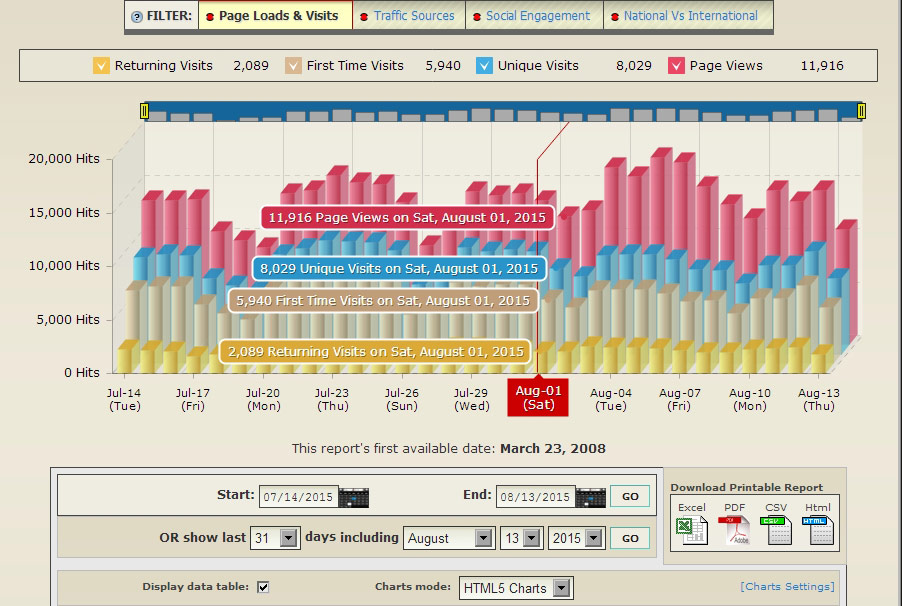 FILTER: Page Loads & Visits Traffic Sources Social Engagement National Vs International
Returning Visits 2,089 First Time Visits 5,940 Unique Visits 8,029 Page Views 11,916
20,000 Hits
15,000 Hits
10,000 Hits
5,000 Hits
0 Hits
11,916 Page Views on Sat, August 01, 2015
8,029 Unique Visits on Sat, August 01, 2015
5,940 First Time Visits on Sat, August 01, 2015
2,089 Returning Visits on Sat, August 01, 2015
Jul-14 Jul-17 Jul-20 Jul-23 Jul-26 Jul-29 Aug-01 Aug-04 Aug-07 Aug-10 Aug-13
(Tue) (Fri) (Mon) (Thu) (Sun) (Wed) (Sat) (Tue) (Fri) (Mon) (Thu)
This report's first available date: March 23, 2008
Start: 07/14/2015 End: 08/13/2015 GO
OR show last 31 days including August 13 2015 GO
Display data table: Charts mode: HTML5 Charts [Charts Settings]
Download Printable Report
Excel PDF CSV Html
PDF CSV HTML
Adobe